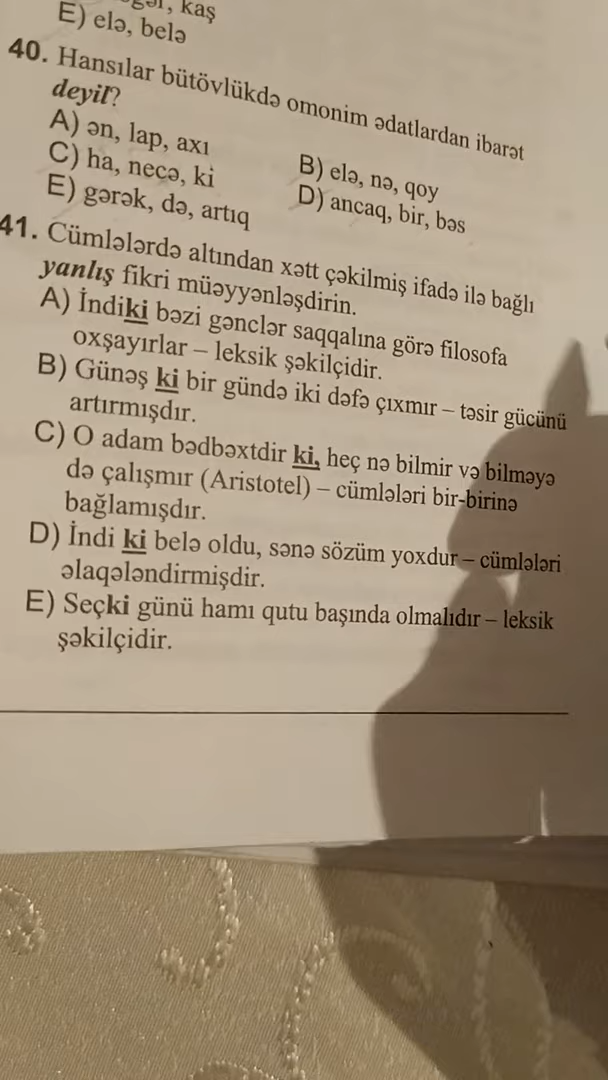 gəl, kaş
E) elə, belə
40. Hansılar bütövlükdə omonim ədatlardan ibarət
deyil?
A) ən, lap, axı
B) elə, nə, qoy
C) ha, necə, ki
D) ancaq, bir, bəs
E) gərək, də, artıq
41. Cümlələrdə altından xətt çəkilmiş ifadə ilə bağlı
yanlış fikri müəyyənləşdirin.
A) İndiki bəzi gənclər saqqalına görə filosofa
oxşayırlar – leksik şəkilçidir.
B) Günəş ki bir gündə iki dəfə çıxmır – təsir gücünü
artırmışdır.
C) O adam bədbəxtdir ki, heç nə bilmir və bilməyə
də çalışmır (Aristotel) – cümlələri bir-birinə
bağlamışdır.
D) İndi ki belə oldu, sənə sözüm yoxdur – cümlələri
əlaqələndirmişdir.
E) Seçki günü hamı qutu başında olmalıdır – leksik
şəkilçidir.